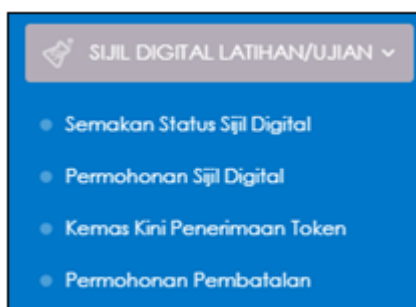 SIJIL DIGITAL LATIHAN/UJIAN
Semakan Status Sijil Digital
Permohonan Sijil Digital
Kemas Kini Penerimaan Token
Permohonan Pembatalan